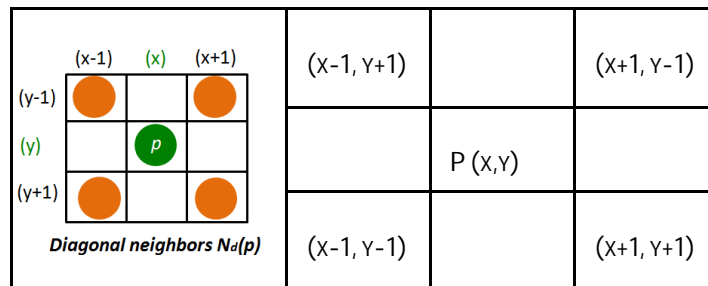 (x-1) (x) (x+1)
(y-1)
(y) p
(y+1)
Diagonal neighbors Nd(p)
(X-1, Y+1) (X+1, Y-1)
P (X,Y)
(X-1, Y-1) (X+1, Y+1)